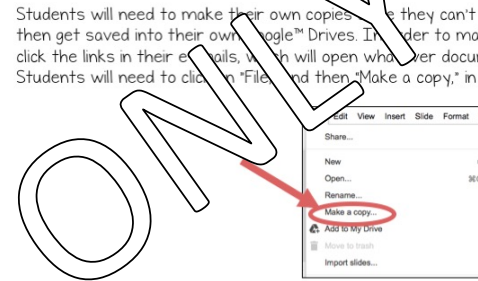 Students will need to make their own copies they can't
then get saved into their own Google™ Drives. In order to ma
click the links in their emails, which will open whatever docu
Students will need to click on "File," and then "Make a copy," in
ONLY
Edit View Insert Slide Format
Share...
New
Open...
Rename...
Make a copy...
Add to My Drive
Move to trash
Import slides...